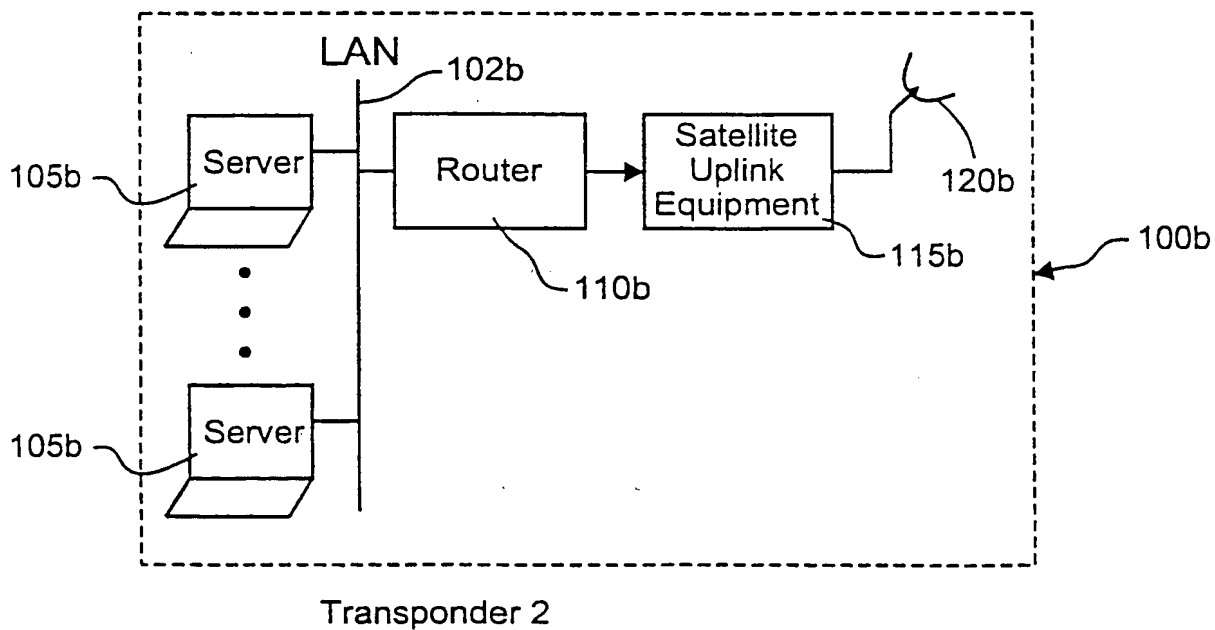 LAN
102b
Server
105b
Router
Satellite
Uplink
Equipment
120b
110b
115b
100b
Server
105b
Transponder 2